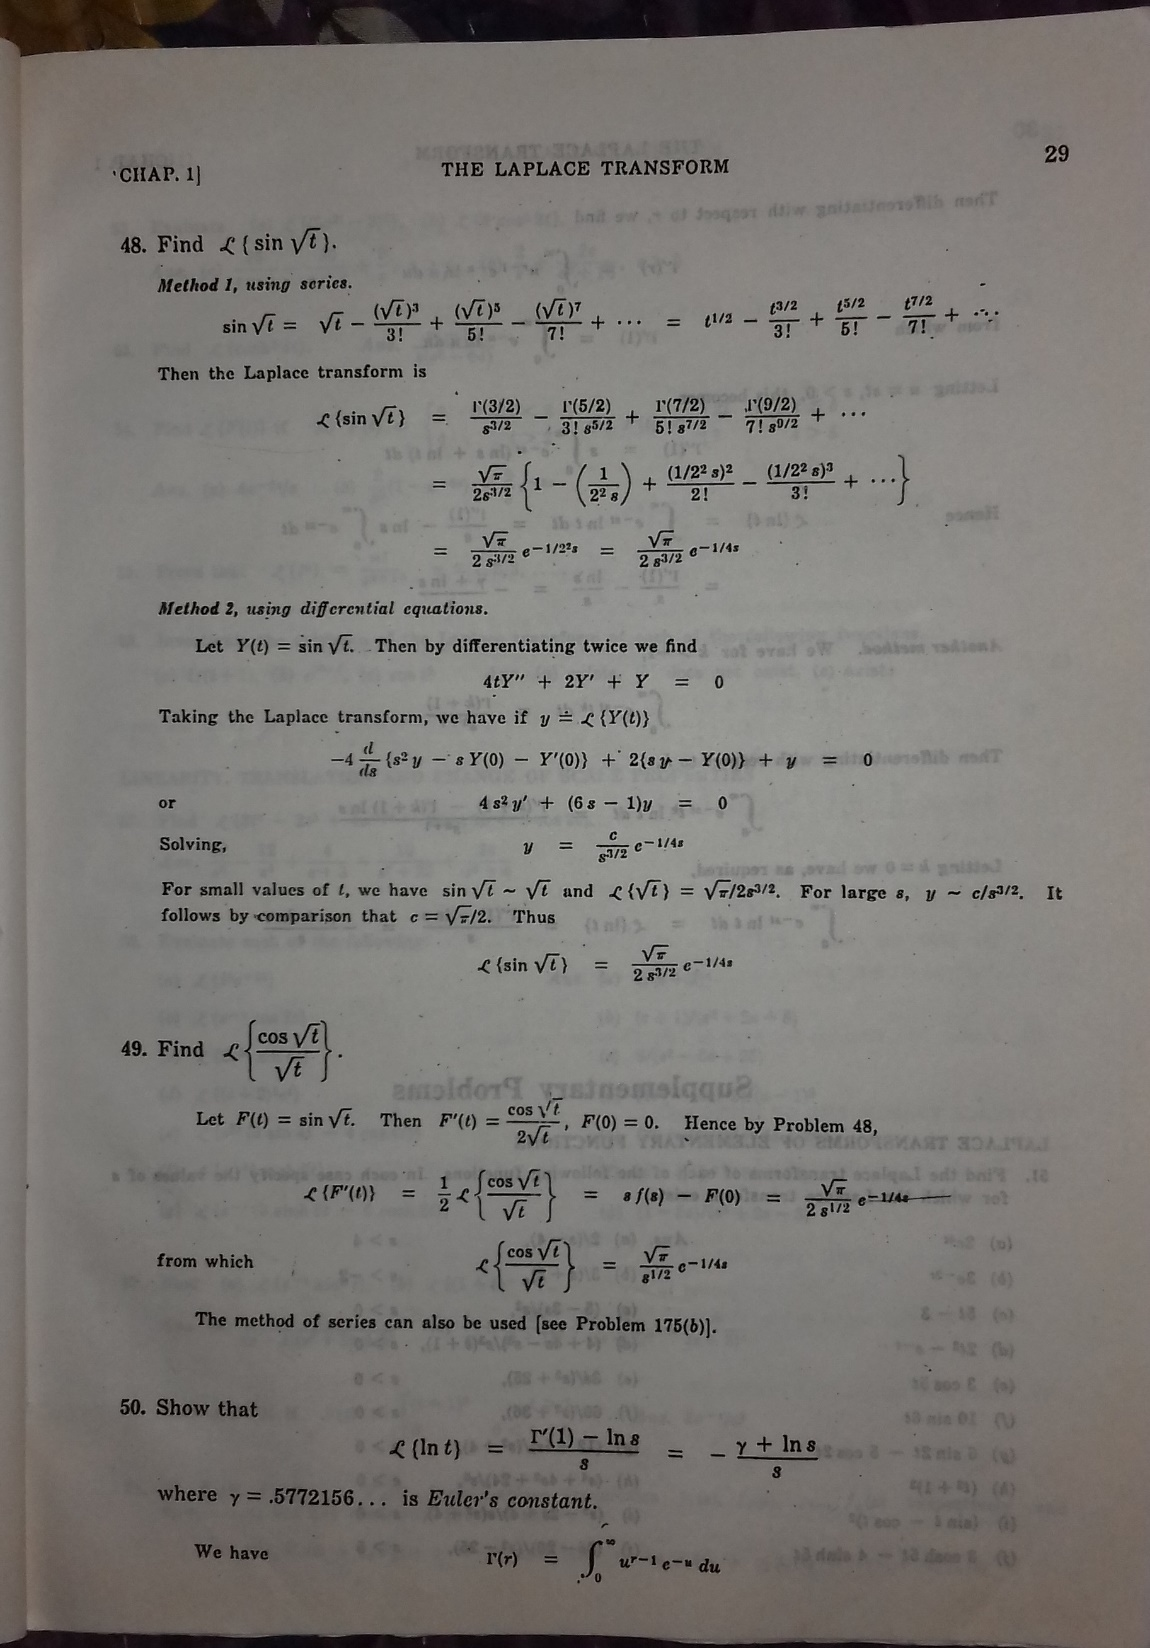 CHAP. 1] THE LAPLACE TRANSFORM 29
48. Find ℒ{sin √t}.
Method 1, using series.
sin √t = √t − (√t)³/3! + (√t)⁵/5! − (√t)⁷/7! + ··· = t^{1/2} − t^{3/2}/3! + t^{5/2}/5! − t^{7/2}/7! + ···
Then the Laplace transform is
ℒ{sin √t} = Γ(3/2)/s^{3/2} − Γ(5/2)/(3! s^{5/2}) + Γ(7/2)/(5! s^{7/2}) − Γ(9/2)/(7! s^{9/2}) + ···
= √π/(2s^{3/2}) {1 − (1/(2² s)) + (1/2² s)²/2! − (1/2² s)³/3! + ···}
= √π/(2 s^{3/2}) e^{−1/2²s} = √π/(2 s^{3/2}) e^{−1/4s}
Method 2, using differential equations.
Let Y(t) = sin √t. Then by differentiating twice we find
4tY″ + 2Y′ + Y = 0
Taking the Laplace transform, we have if y = ℒ{Y(t)}
−4 d/ds {s² y − s Y(0) − Y′(0)} + 2{s y − Y(0)} + y = 0
or 4 s² y′ + (6 s − 1)y = 0
Solving, y = c/s^{3/2} e^{−1/4s}
For small values of t, we have sin √t ~ √t and ℒ{√t} = √π/2s^{3/2}. For large s, y ~ c/s^{3/2}. It
follows by comparison that c = √π/2. Thus
ℒ{sin √t} = √π/(2 s^{3/2}) e^{−1/4s}
49. Find ℒ{cos √t/√t}.
Let F(t) = sin √t. Then F′(t) = cos √t/(2√t), F(0) = 0. Hence by Problem 48,
ℒ{F′(t)} = 1/2 ℒ{cos √t/√t} = s f(s) − F(0) = √π/(2 s^{1/2}) e^{−1/4s}
from which ℒ{cos √t/√t} = √π/s^{1/2} e^{−1/4s}
The method of series can also be used [see Problem 175(b)].
50. Show that
ℒ{ln t} = (Γ′(1) − ln s)/s = − (γ + ln s)/s
where γ = .5772156... is Euler's constant.
We have Γ(r) = ∫₀^∞ u^{r−1} e^{−u} du